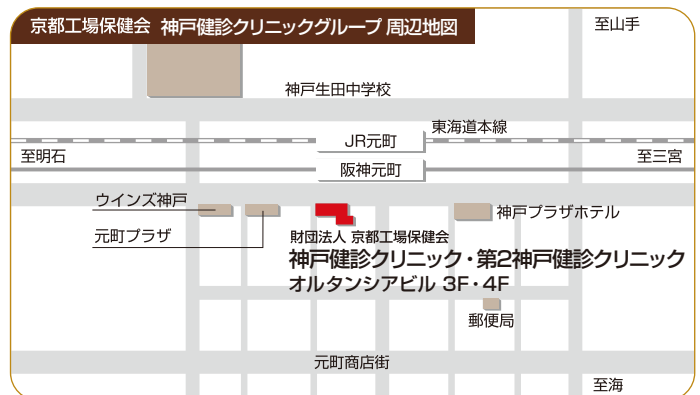 京都工場保健会 神戸健診クリニックグループ 周辺地図
至山手
神戸生田中学校
東海道本線
JR元町
至明石
至三宮
阪神元町
ウインズ神戸
神戸プラザホテル
元町プラザ
財団法人 京都工場保健会
神戸健診クリニック・第2神戸健診クリニック
オルタンシアビル 3F・4F
郵便局
元町商店街
至海